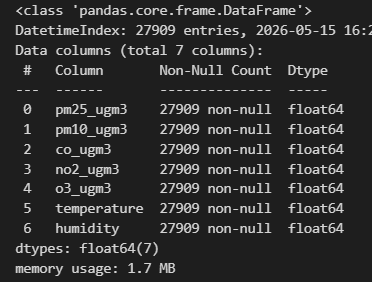 <class 'pandas.core.frame.DataFrame'>
DatetimeIndex: 27909 entries, 2026-05-15 16:2
Data columns (total 7 columns):
 #   Column       Non-Null Count  Dtype
---  ------       --------------  -----
 0   pm25_ugm3    27909 non-null  float64
 1   pm10_ugm3    27909 non-null  float64
 2   co_ugm3      27909 non-null  float64
 3   no2_ugm3     27909 non-null  float64
 4   o3_ugm3      27909 non-null  float64
 5   temperature  27909 non-null  float64
 6   humidity     27909 non-null  float64
dtypes: float64(7)
memory usage: 1.7 MB